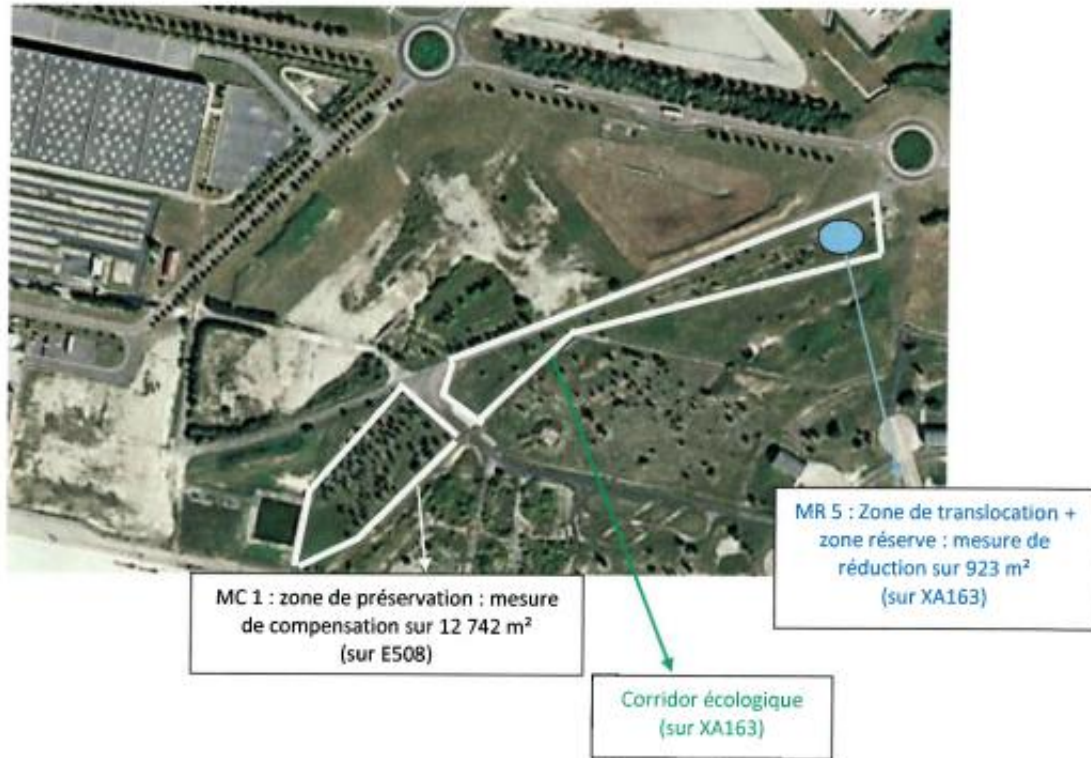 MC 1 : zone de préservation : mesure
de compensation sur 12 742 m²
(sur E508)
MR 5 : Zone de translocation +
zone réserve : mesure de
réduction sur 923 m²
(sur XA163)
Corridor écologique
(sur XA163)